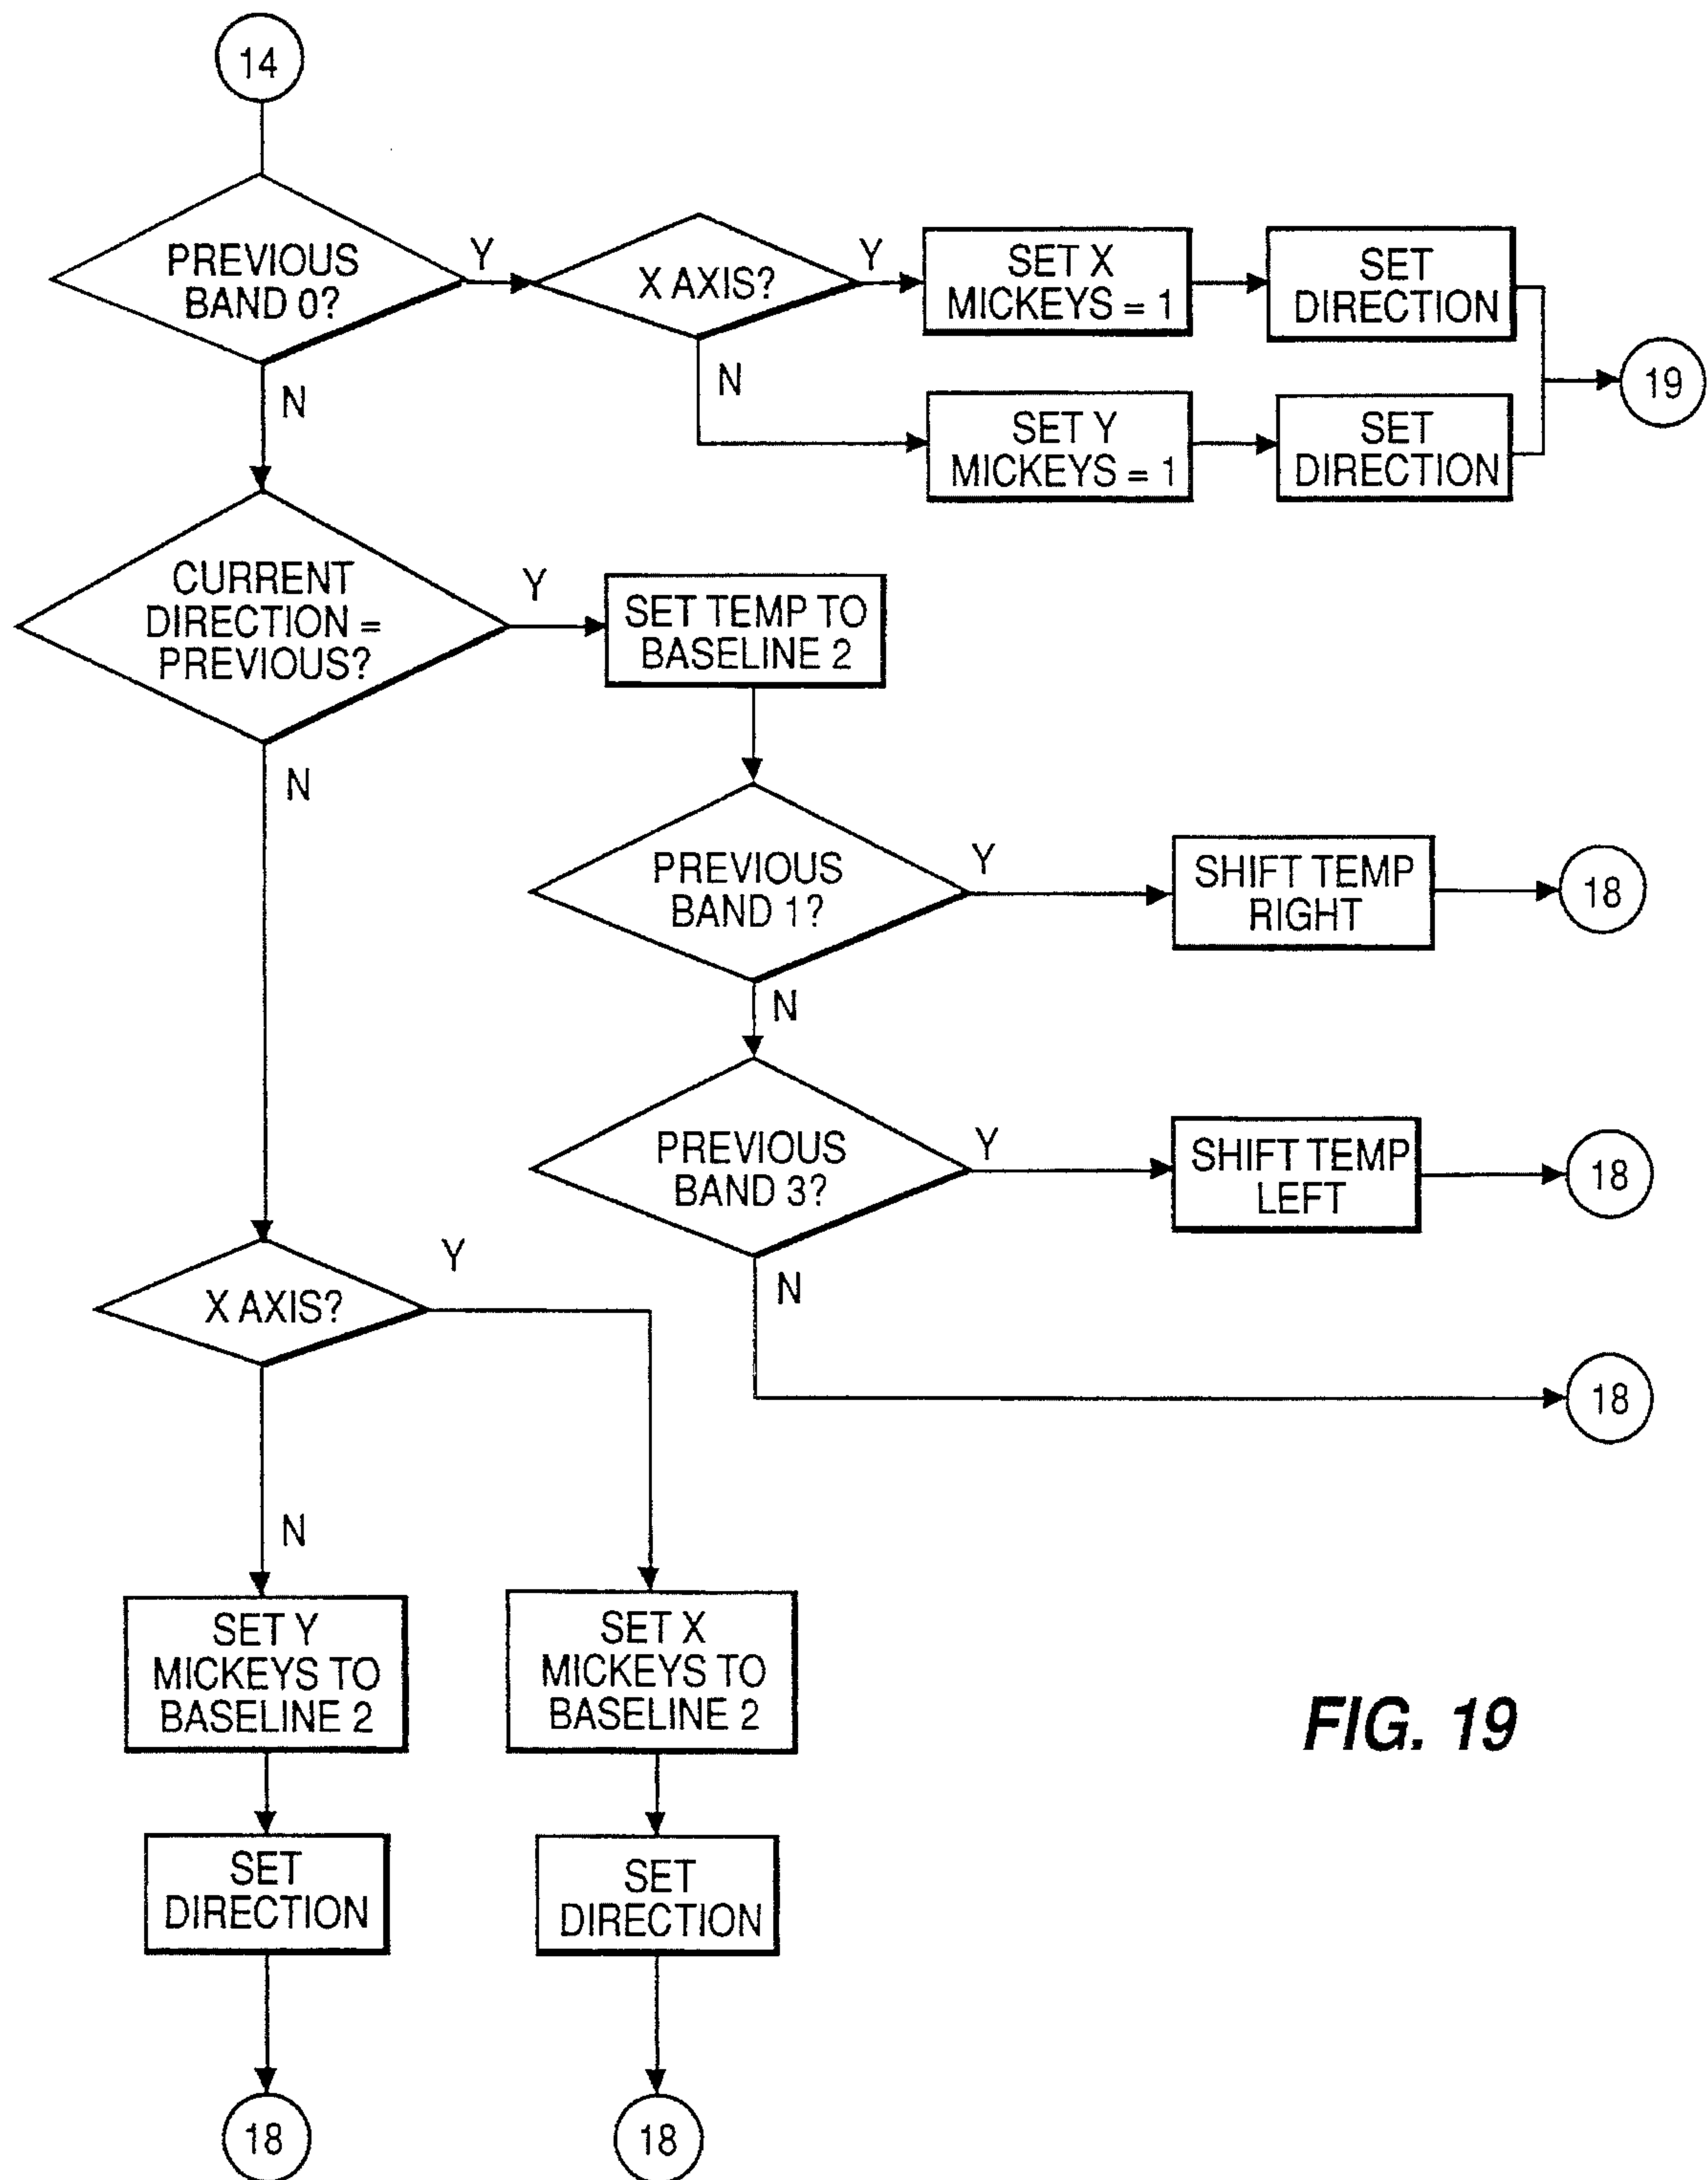 14
PREVIOUS
BAND 0?
Y
X AXIS?
Y
SET X
MICKEYS = 1
SET
DIRECTION
19
N
N
SET Y
MICKEYS = 1
SET
DIRECTION
CURRENT
DIRECTION =
PREVIOUS?
Y
SET TEMP TO
BASELINE 2
N
PREVIOUS
BAND 1?
Y
SHIFT TEMP
RIGHT
18
N
PREVIOUS
BAND 3?
Y
SHIFT TEMP
LEFT
18
N
18
X AXIS?
Y
N
SET Y
MICKEYS TO
BASELINE 2
SET X
MICKEYS TO
BASELINE 2
SET
DIRECTION
SET
DIRECTION
18
18
FIG. 19